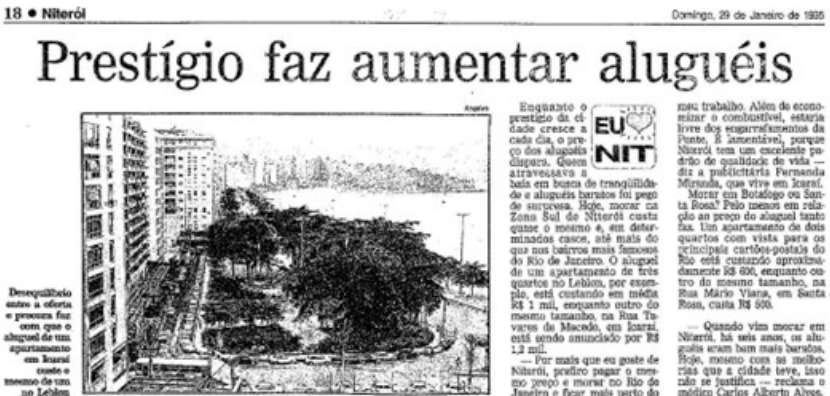 18 • Niterói
Domingo, 29 de Janeiro de 1995
Prestígio faz aumentar aluguéis
Desequilíbrio
entre a oferta
e procura faz
com que o
aluguel de um
apartamento
em Icaraí
custe o
mesmo de um
no Leblon
Enquanto o
prestígio da ci-
dade cresce a
cada dia, o pre-
ço dos aluguéis
dispara. Quem
atravessava a
baía em busca de tranqüilida-
de e aluguéis baratos foi pego
de surpresa. Hoje, morar na
Zona Sul de Niterói custa
quase o mesmo e, em deter-
minados casos, até mais do
que nos bairros mais famosos
do Rio de Janeiro. O aluguel
de um apartamento de três
quartos no Leblon, por exem-
plo, está custando em média
R$ 1 mil, enquanto outro do
mesmo tamanho, na Rua Ta-
vares de Macedo, em Icaraí,
está sendo anunciado por R$
1,2 mil.
— Por mais que eu goste de
Niterói, prefiro pagar o mes-
mo preço e morar no Rio de
Janeiro e ficar mais perto do
EU
NIT
meu trabalho. Além de econo-
mizar o combustível, estaria
livre dos engarrafamentos da
Ponte. É lamentável, porque
Niterói tem um excelente pa-
drão de qualidade de vida —
diz a publicitária Fernanda
Miranda, que vive em Icaraí.
Morar em Botafogo ou San-
ta Rosa? Pelo menos em rela-
ção ao preço do aluguel tanto
faz. Um apartamento de dois
quartos com vista para os
principais cartões-postais do
Rio está custando aproxima-
damente R$ 600, enquanto ou-
tro do mesmo tamanho, na
Rua Mário Viana, em Santa
Rosa, custa R$ 500.
— Quando vim morar em
Niterói, há seis anos, os alu-
guéis eram bem mais baratos.
Hoje, mesmo com as melho-
rias que a cidade teve, isso
não se justifica — reclama o
médico Carlos Alberto Alves,